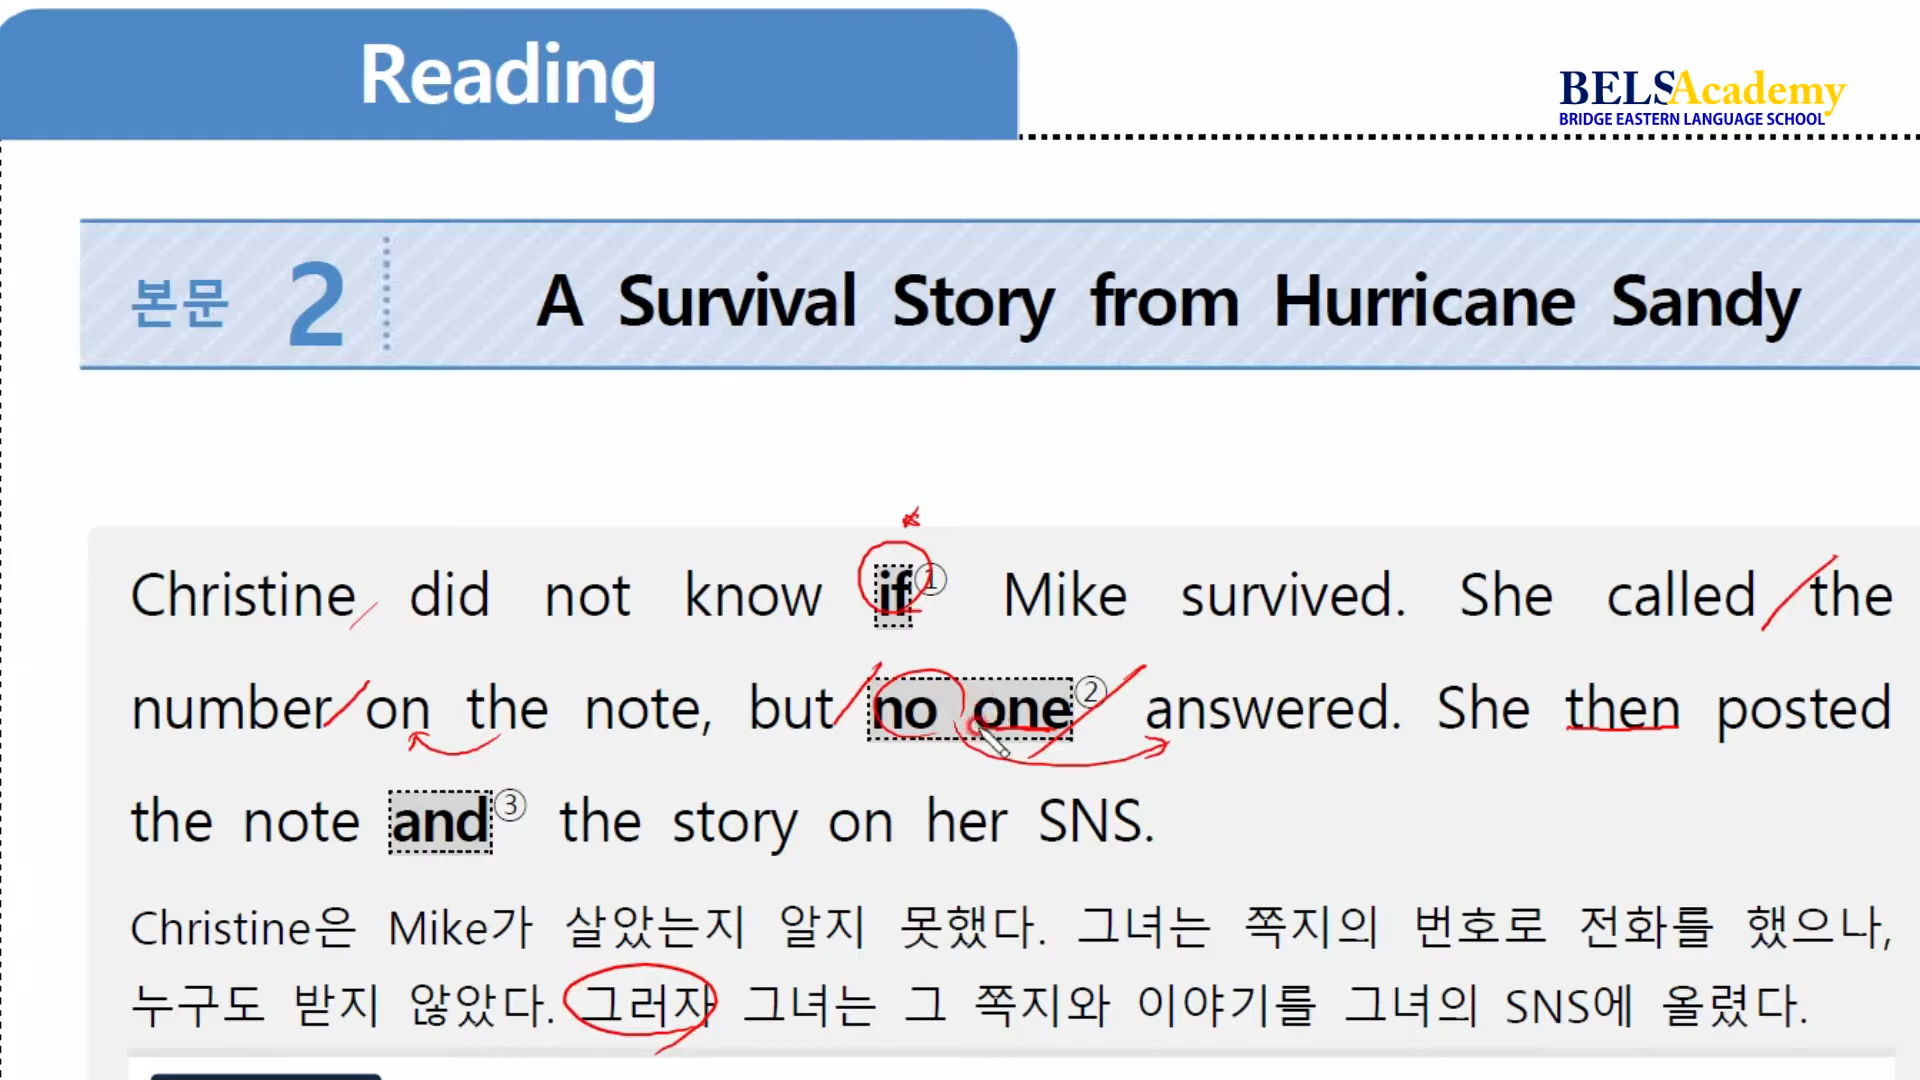 Reading
BELSAcademy
BRIDGE EASTERN LANGUAGE SCHOOL
본문 2 A Survival Story from Hurricane Sandy
Christine did not know if① Mike survived. She called the
number on the note, but no one② answered. She then posted
the note and③ the story on her SNS.
Christine은 Mike가 살았는지 알지 못했다. 그녀는 쪽지의 번호로 전화를 했으나,
누구도 받지 않았다. 그러자 그녀는 그 쪽지와 이야기를 그녀의 SNS에 올렸다.